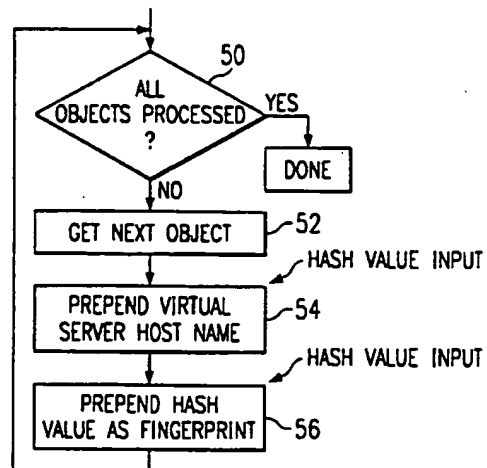 50
ALL
OBJECTS PROCESSED
?
YES
DONE
NO
GET NEXT OBJECT
52
HASH VALUE INPUT
PREPEND VIRTUAL
SERVER HOST NAME
54
HASH VALUE INPUT
PREPEND HASH
VALUE AS FINGERPRINT
56